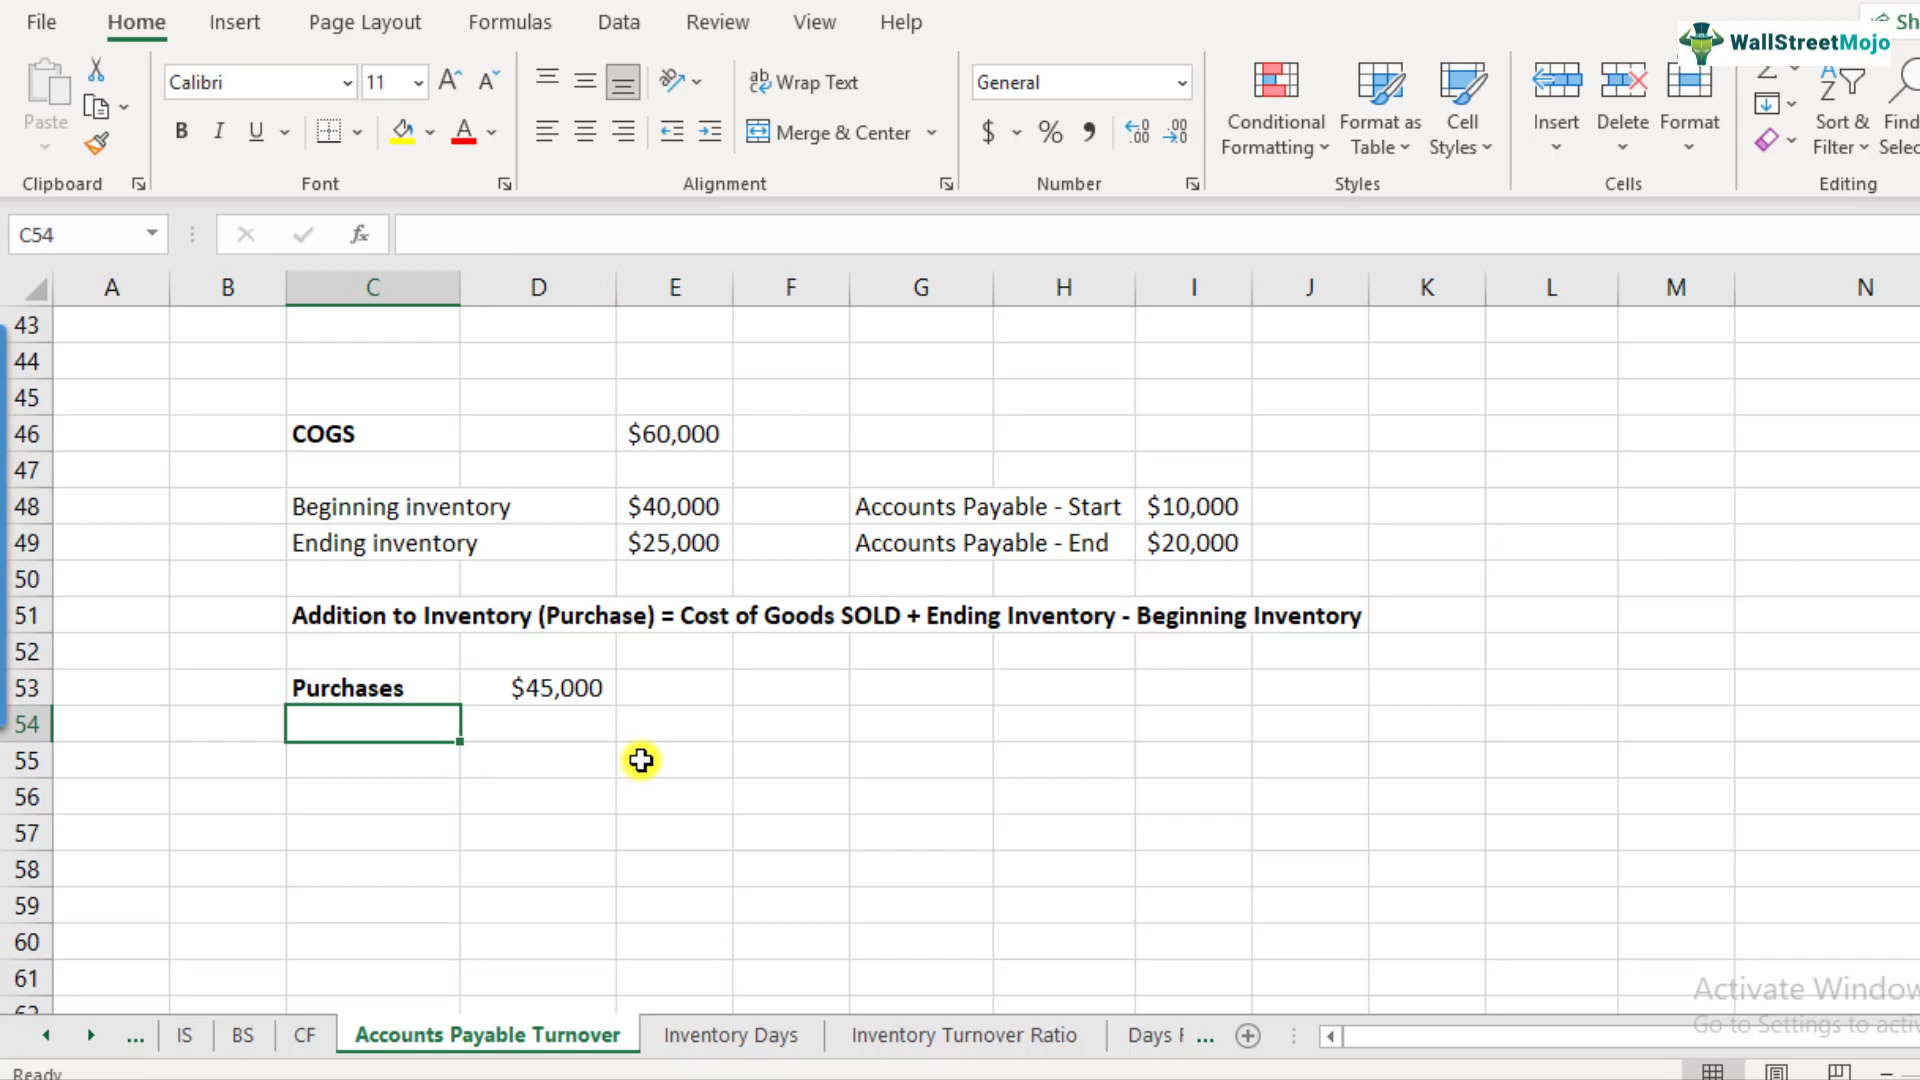 File Home Insert Page Layout Formulas Data Review View Help Sh
WallStreetMojo
Paste
Calibri 11
B I U
Wrap Text
Merge & Center
General
$ % 9
Conditional Formatting
Format as Table
Cell Styles
Insert Delete Format
Sort & Filter
Find Selec
Clipboard Font Alignment Number Styles Cells Editing
C54 fx
A B C D E F G H I J K L M N
43
44
45
46 COGS $60,000
47
48 Beginning inventory $40,000 Accounts Payable - Start $10,000
49 Ending inventory $25,000 Accounts Payable - End $20,000
50
51 Addition to Inventory (Purchase) = Cost of Goods SOLD + Ending Inventory - Beginning Inventory
52
53 Purchases $45,000
54
55
56
57
58
59
60
61
Activate Window
Go to Settings to activ
... IS BS CF Accounts Payable Turnover Inventory Days Inventory Turnover Ratio Days ...
Ready